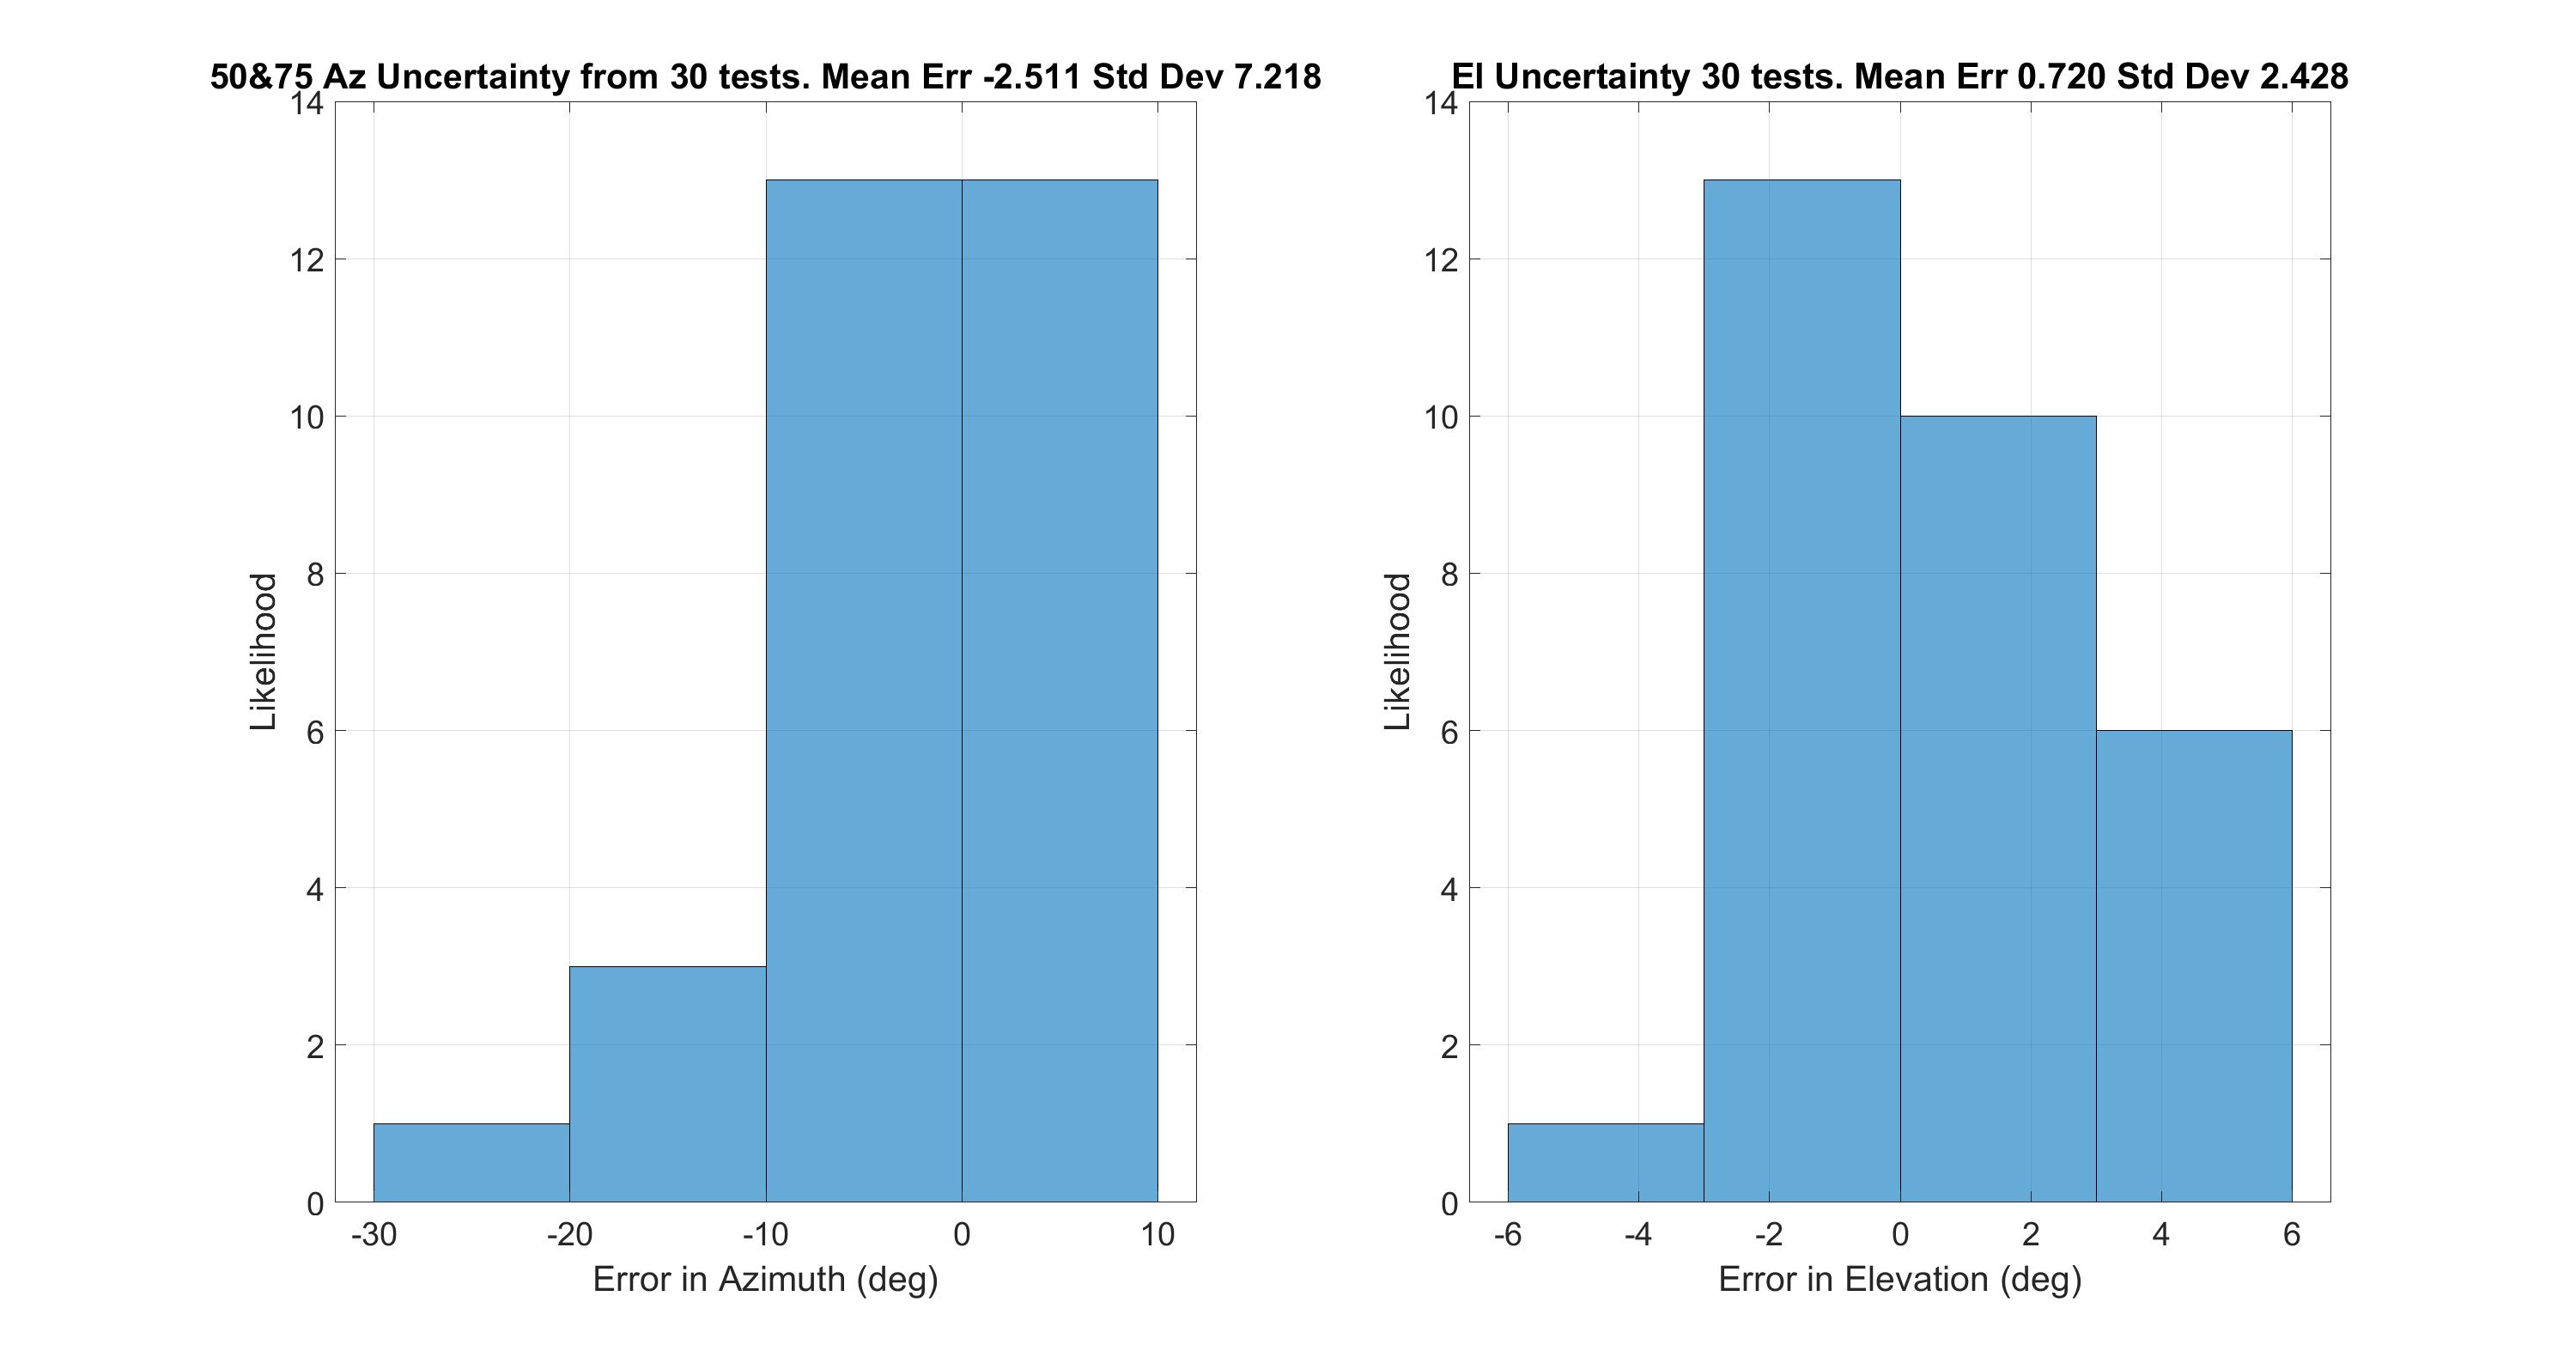 50&75 Az Uncertainty from 30 tests. Mean Err -2.511 Std Dev 7.218
14
12
10
8
6
4
2
0
Likelihood
-30 -20 -10 0 10
Error in Azimuth (deg)
El Uncertainty 30 tests. Mean Err 0.720 Std Dev 2.428
14
12
10
8
6
4
2
0
Likelihood
-6 -4 -2 0 2 4 6
Error in Elevation (deg)